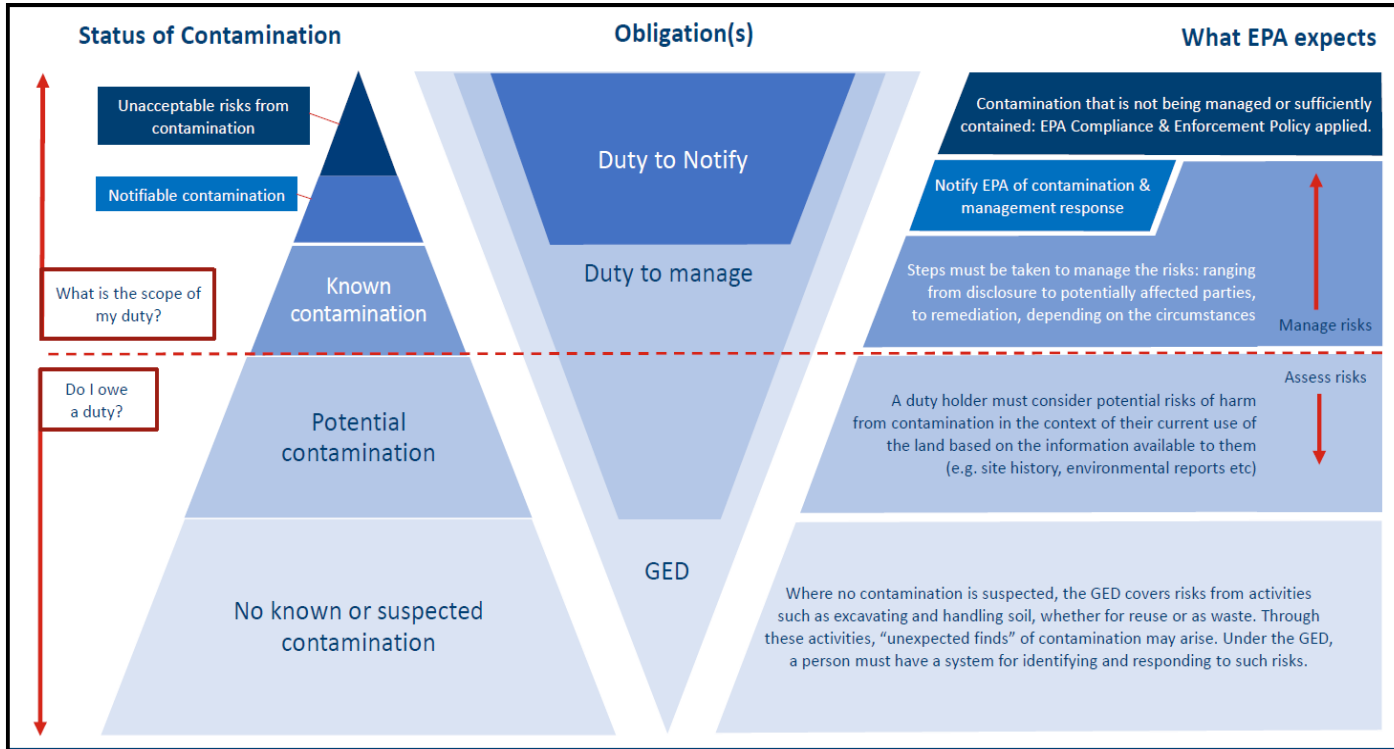 Status of Contamination
Obligation(s)
What EPA expects
Unacceptable risks from
contamination
Notifiable contamination
What is the scope of
my duty?
Known
contamination
Do I owe
a duty?
Potential
contamination
No known or suspected
contamination
Duty to Notify
Duty to manage
GED
Contamination that is not being managed or sufficiently
contained: EPA Compliance & Enforcement Policy applied.
Notify EPA of contamination &
management response
Steps must be taken to manage the risks: ranging
from disclosure to potentially affected parties,
to remediation, depending on the circumstances
Manage risks
Assess risks
A duty holder must consider potential risks of harm
from contamination in the context of their current use of
the land based on the information available to them
(e.g. site history, environmental reports etc)
Where no contamination is suspected, the GED covers risks from activities
such as excavating and handling soil, whether for reuse or as waste. Through
these activities, “unexpected finds” of contamination may arise. Under the GED,
a person must have a system for identifying and responding to such risks.